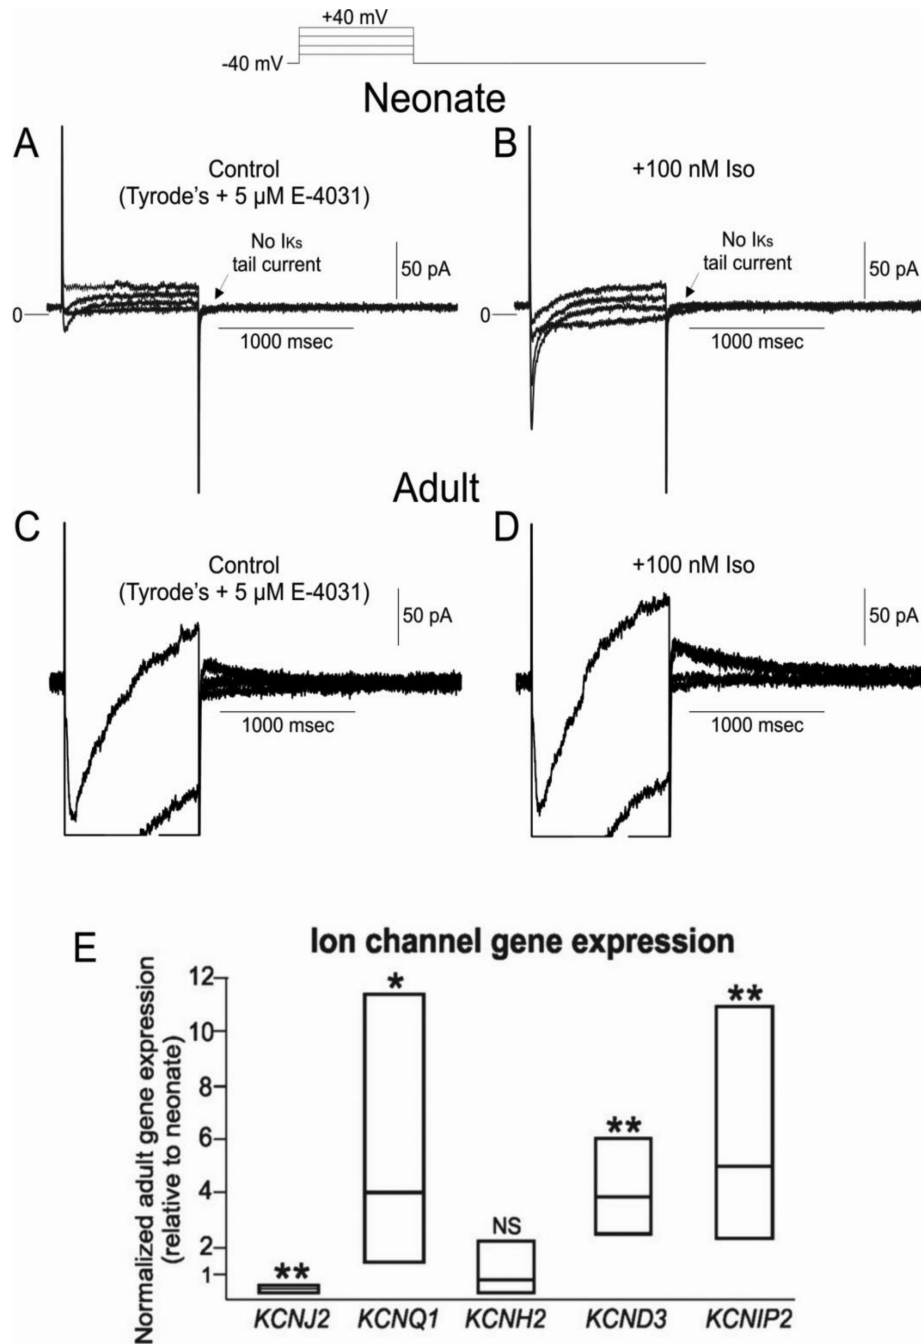 +40 mV
-40 mV
Neonate
A
Control
(Tyrode's + 5 µM E-4031)
No IKs
tail current
50 pA
0
1000 msec
B
+100 nM Iso
No IKs
tail current
50 pA
0
1000 msec
Adult
C
Control
(Tyrode's + 5 µM E-4031)
50 pA
1000 msec
D
+100 nM Iso
50 pA
1000 msec
E
Ion channel gene expression
Normalized adult gene expression
(relative to neonate)
12
10
8
6
4
2
1
**
*
NS
**
**
KCNJ2
KCNQ1
KCNH2
KCND3
KCNIP2